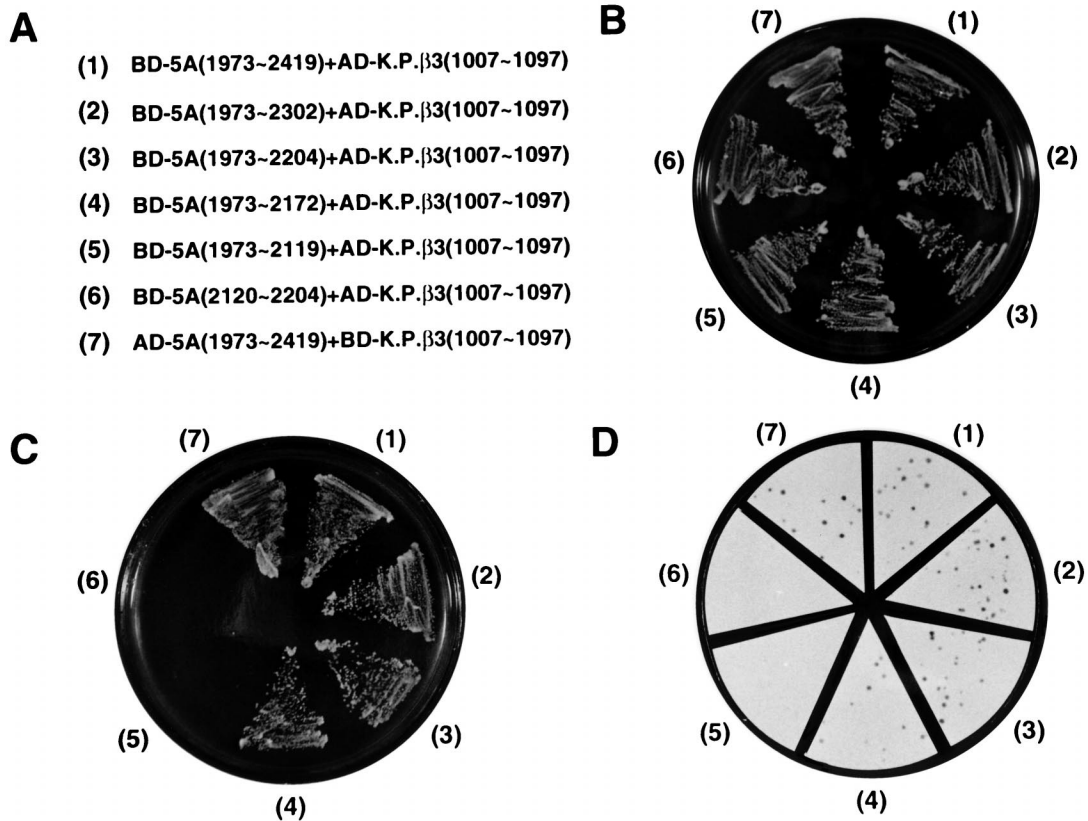 A
(1) BD-5A(1973~2419)+AD-K.P.β3(1007~1097)
(2) BD-5A(1973~2302)+AD-K.P.β3(1007~1097)
(3) BD-5A(1973~2204)+AD-K.P.β3(1007~1097)
(4) BD-5A(1973~2172)+AD-K.P.β3(1007~1097)
(5) BD-5A(1973~2119)+AD-K.P.β3(1007~1097)
(6) BD-5A(2120~2204)+AD-K.P.β3(1007~1097)
(7) AD-5A(1973~2419)+BD-K.P.β3(1007~1097)
B
(7)
(1)
(6)
(2)
(5)
(3)
(4)
C
(7)
(1)
(6)
(2)
(5)
(3)
(4)
D
(7)
(1)
(6)
(2)
(5)
(3)
(4)